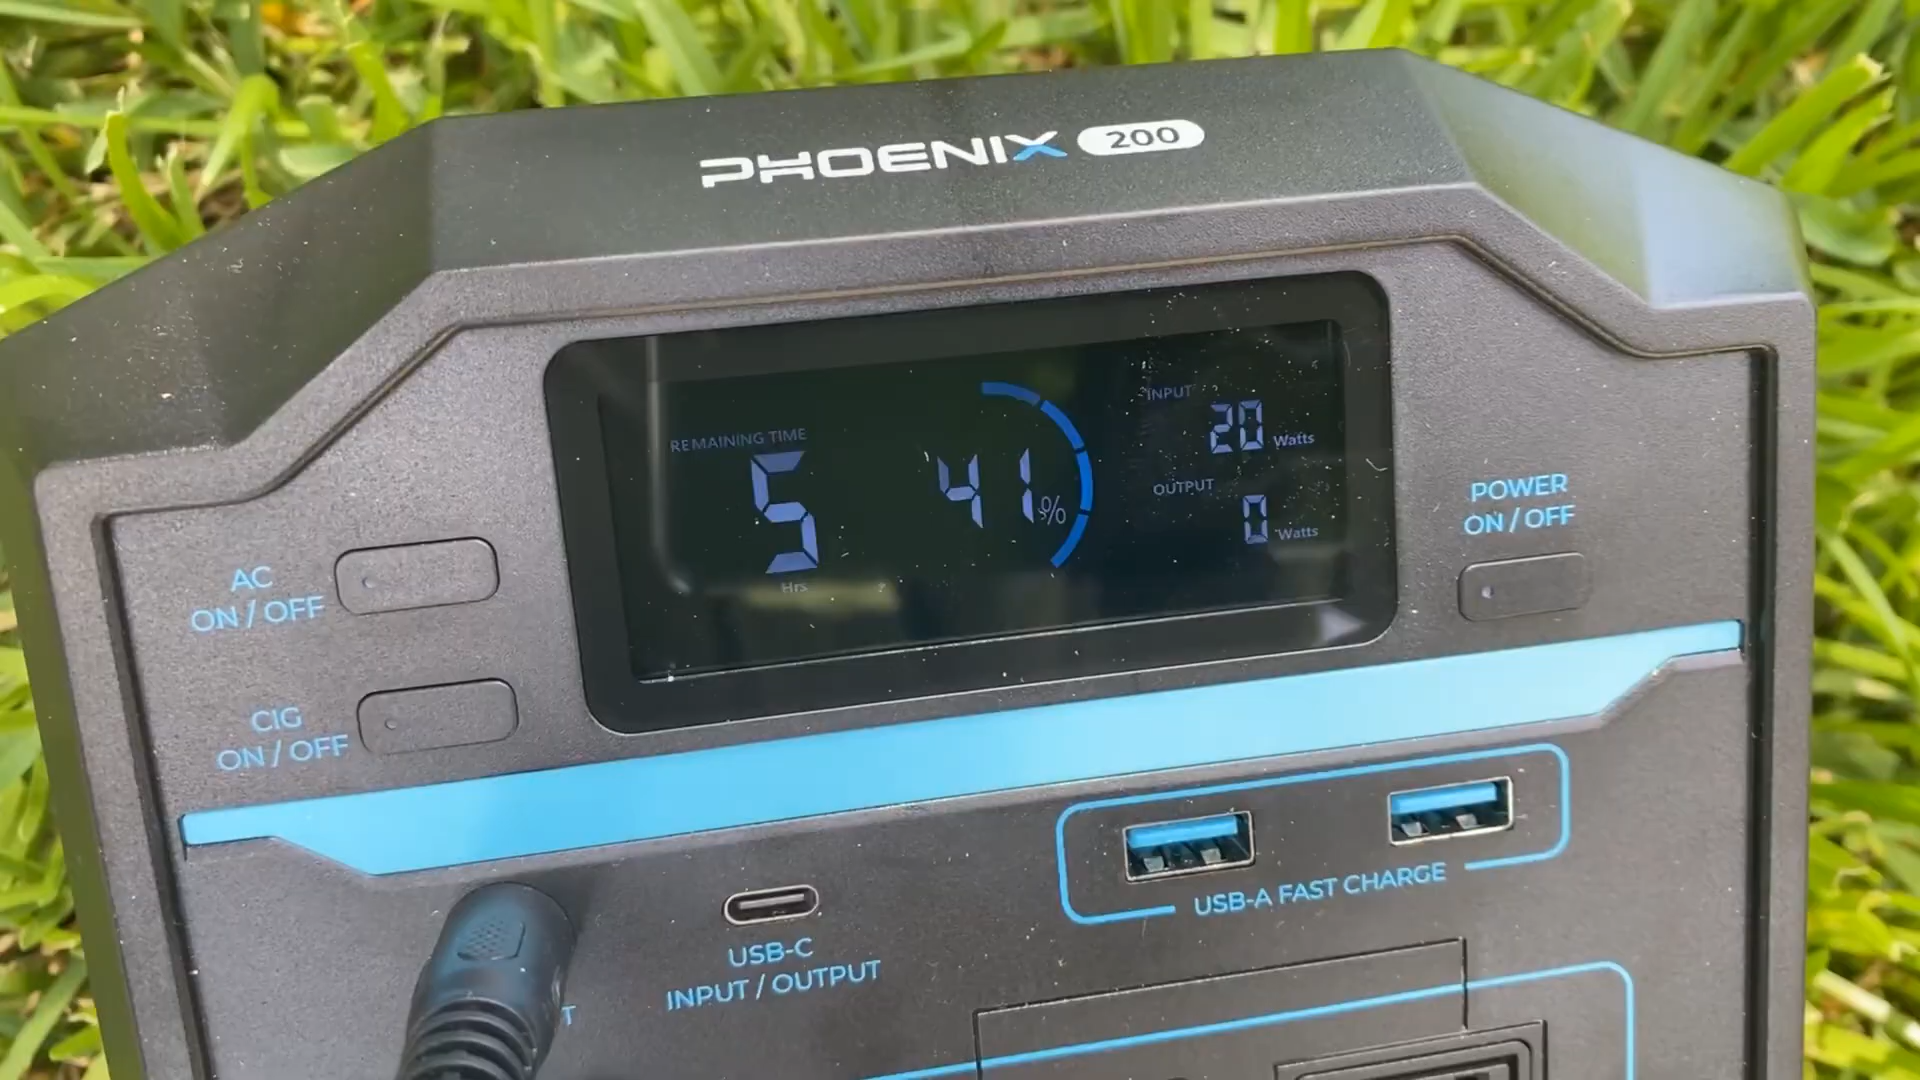 PHOENIX 200
REMAINING TIME
5
Hrs
41%
INPUT
20 Watts
OUTPUT
0 Watts
POWER
ON / OFF
AC
ON / OFF
CIG
ON / OFF
USB-C
INPUT / OUTPUT
USB-A FAST CHARGE